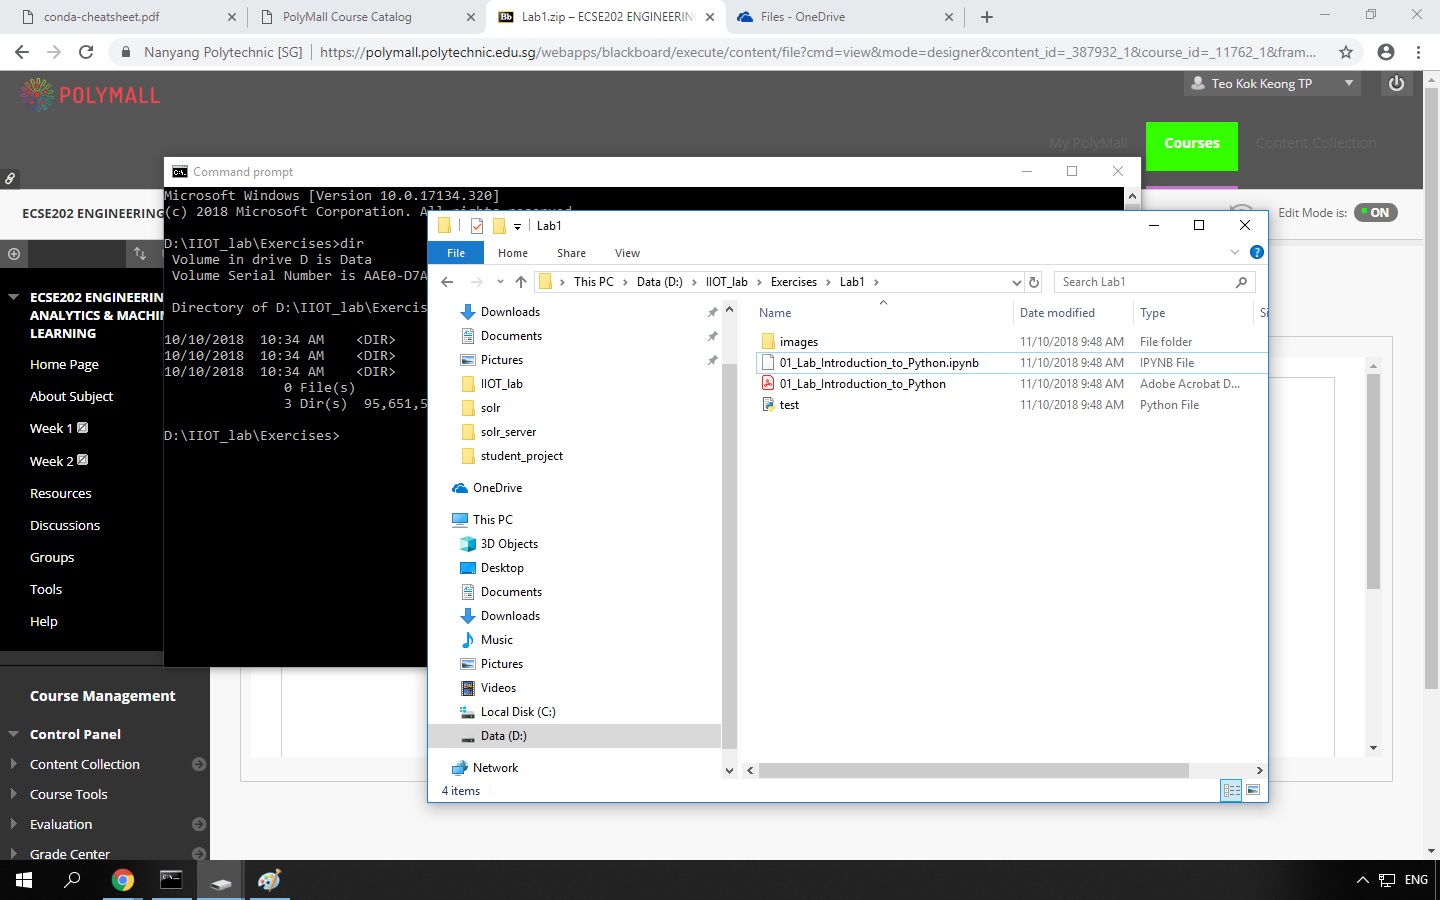 conda-cheatsheet.pdf
PolyMall Course Catalog
Lab1.zip – ECSE202 ENGINEERIN
Files - OneDrive
Nanyang Polytechnic [SG]
https://polymall.polytechnic.edu.sg/webapps/blackboard/execute/content/file?cmd=view&mode=designer&content_id=_387932_1&course_id=_11762_1&fram...
POLYMALL
Teo Kok Keong TP
My PolyMall
Courses
Content Collection
ECSE202 ENGINEERING
Edit Mode is:
ON
ECSE202 ENGINEERIN
ANALYTICS & MACHIN
LEARNING
Home Page
About Subject
Week 1
Week 2
Resources
Discussions
Groups
Tools
Help
Course Management
Control Panel
Content Collection
Course Tools
Evaluation
Grade Center
Command prompt
Microsoft Windows [Version 10.0.17134.320]
(c) 2018 Microsoft Corporation. All rights reserved
D:\IIOT_lab\Exercises>dir
Volume in drive D is Data
Volume Serial Number is AAE0-D7A
Directory of D:\IIOT_lab\Exercis
10/10/2018 10:34 AM <DIR>
10/10/2018 10:34 AM <DIR>
10/10/2018 10:34 AM <DIR>
0 File(s)
3 Dir(s) 95,651,5
D:\IIOT_lab\Exercises>
Lab1
File
Home
Share
View
This PC
Data (D:)
IIOT_lab
Exercises
Lab1
Search Lab1
Downloads
Documents
Pictures
IIOT_lab
solr
solr_server
student_project
OneDrive
This PC
3D Objects
Desktop
Documents
Downloads
Music
Pictures
Videos
Local Disk (C:)
Data (D:)
Network
4 items
Name Date modified Type Si
images 11/10/2018 9:48 AM File folder
01_Lab_Introduction_to_Python.ipynb 11/10/2018 9:48 AM IPYNB File
01_Lab_Introduction_to_Python 11/10/2018 9:48 AM Adobe Acrobat D...
test 11/10/2018 9:48 AM Python File
ENG